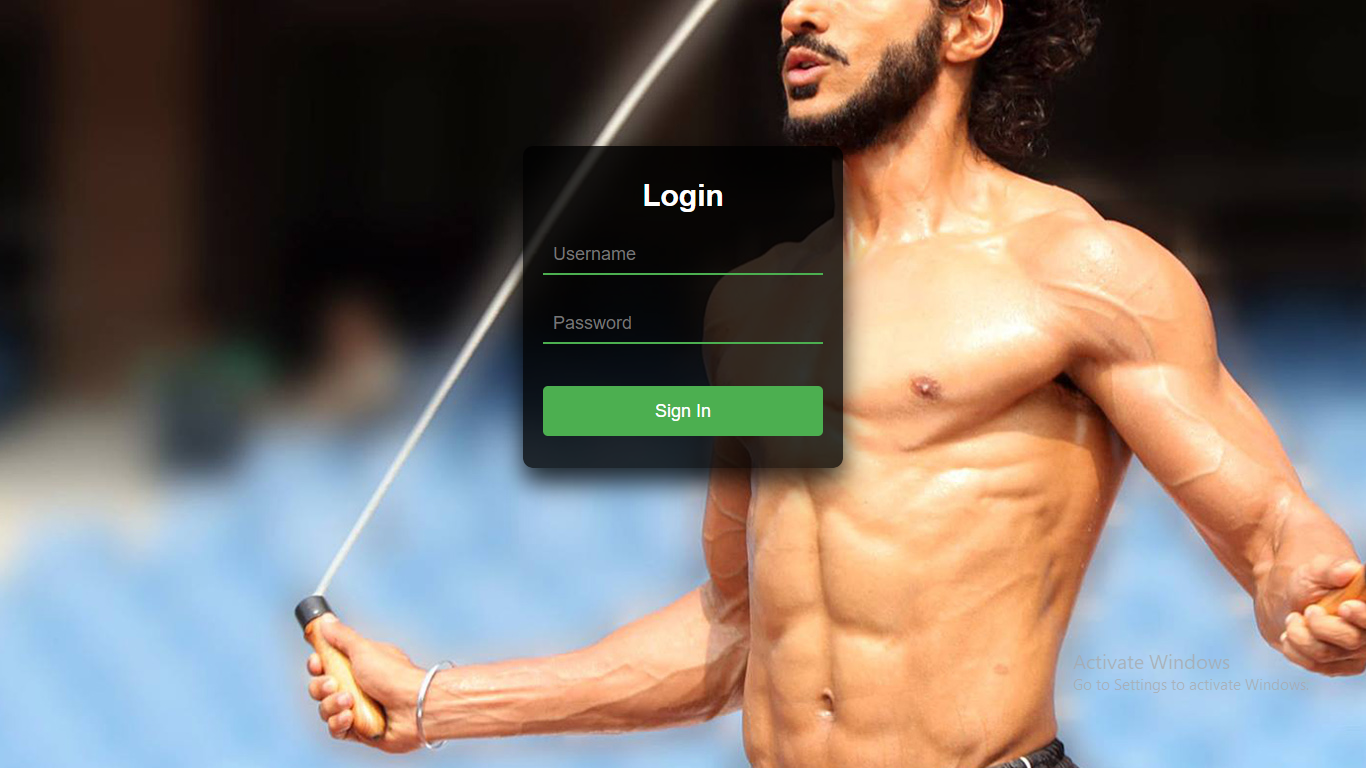 Login
Username
Password
Sign In
Activate Windows
Go to Settings to activate Windows.